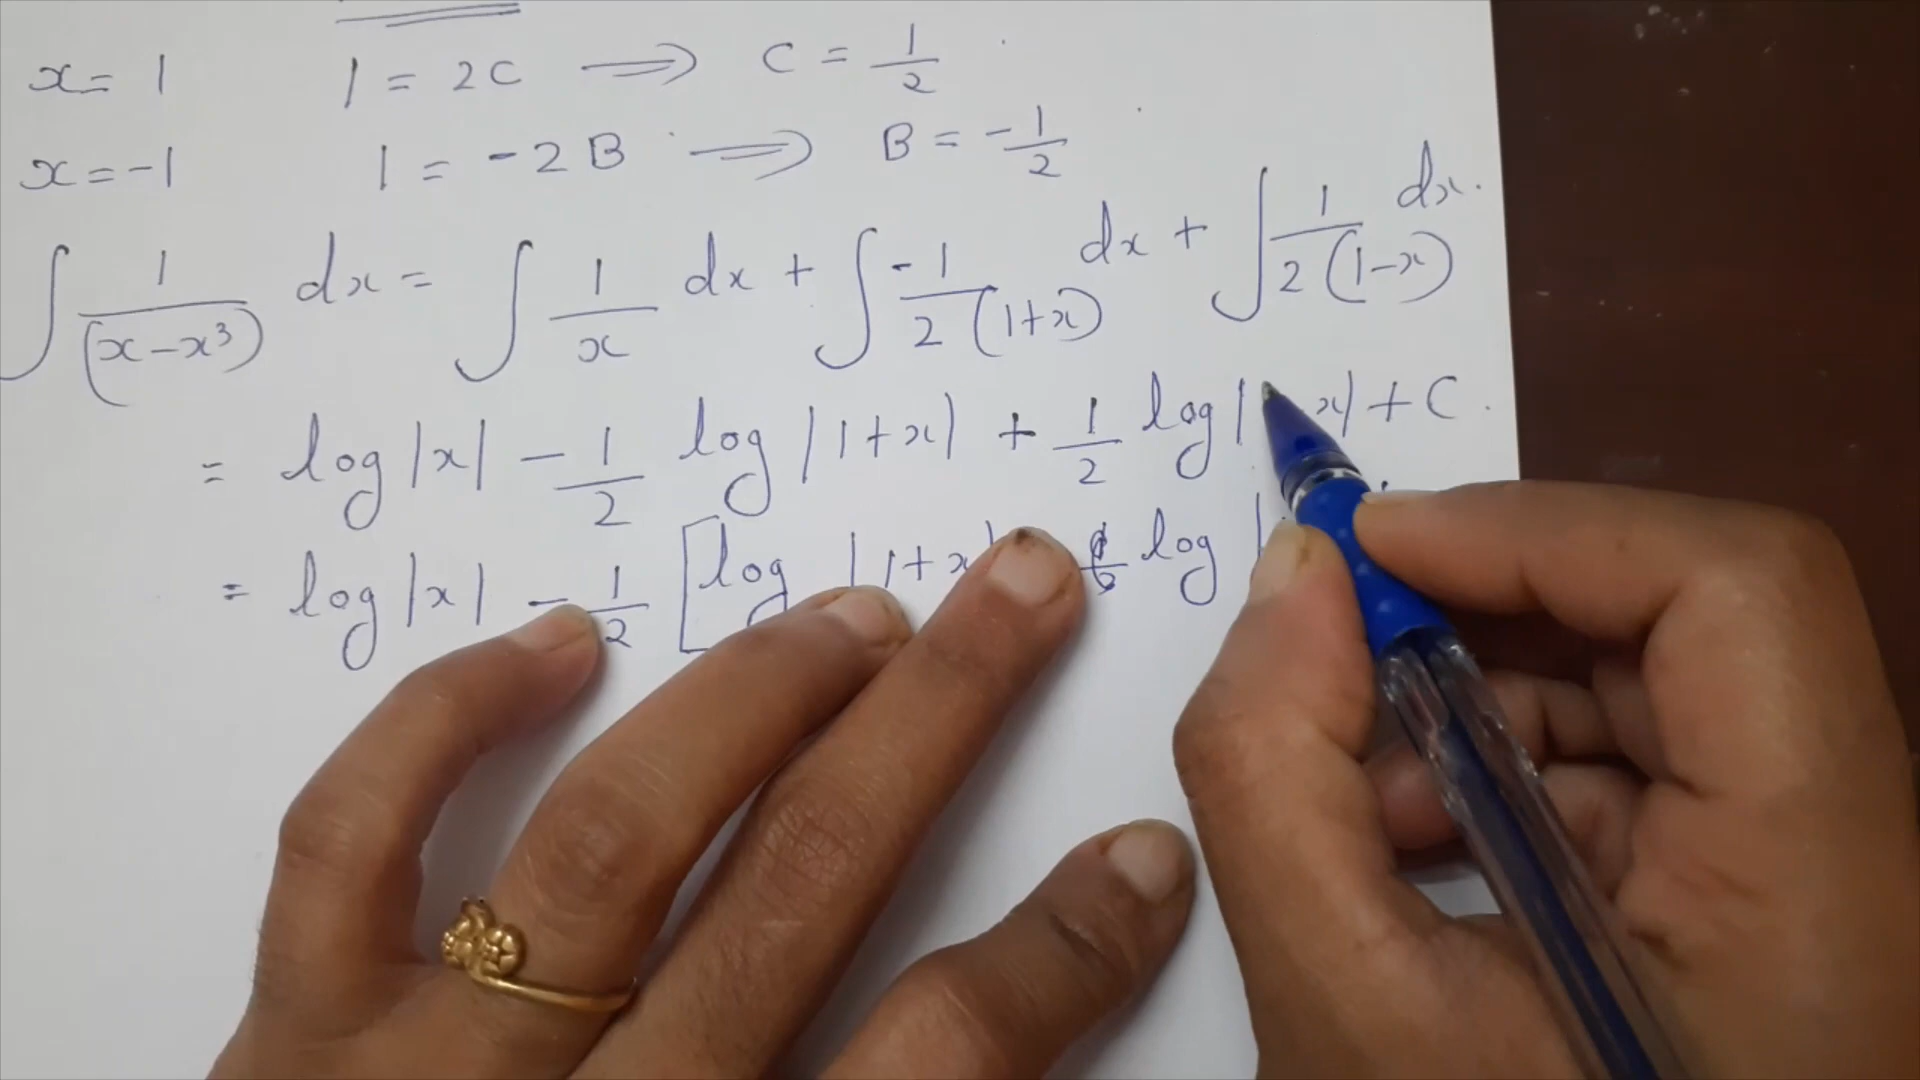 x = 1 1 = 2C ⟹ C = 1/2
x = -1 1 = -2B ⟹ B = -1/2
∫ 1/(x-x³) dx = ∫ 1/x dx + ∫ -1/2(1+x) dx + ∫ 1/2(1-x) dx.
= log|x| - 1/2 log|1+x| + 1/2 log| x| + C.
= log|x| - 1/2 [log |1+x| log |